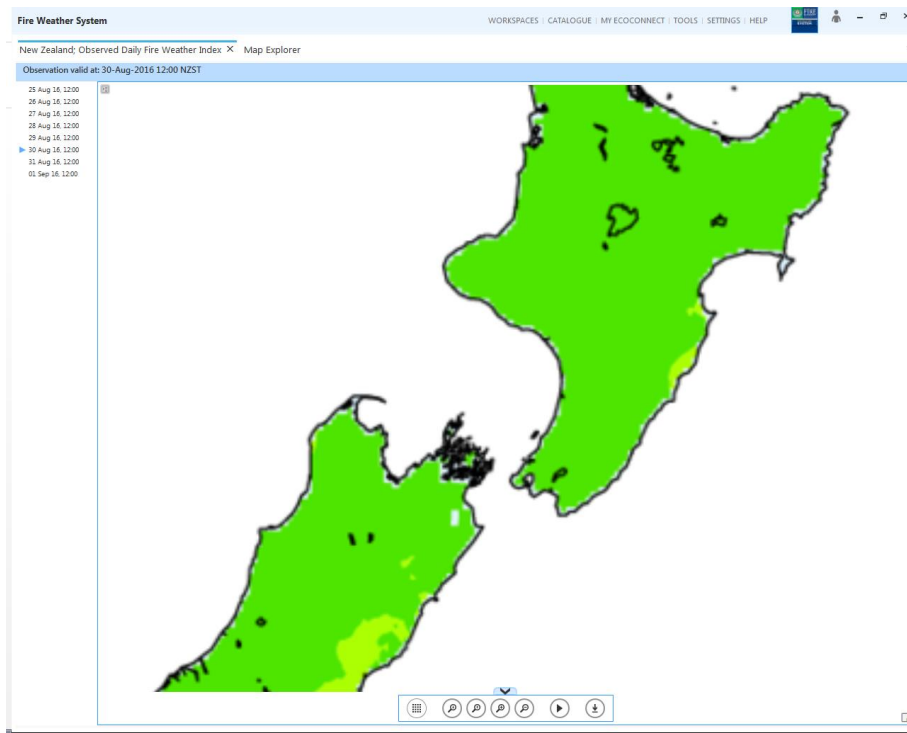 Fire Weather System
WORKSPACES | CATALOGUE | MY ECOCONNECT | TOOLS | SETTINGS | HELP
FIRE
New Zealand; Observed Daily Fire Weather Index × Map Explorer
Observation valid at: 30-Aug-2016 12:00 NZST
25 Aug 16, 12:00
26 Aug 16, 12:00
27 Aug 16, 12:00
28 Aug 16, 12:00
29 Aug 16, 12:00
30 Aug 16, 12:00
31 Aug 16, 12:00
01 Sep 16, 12:00